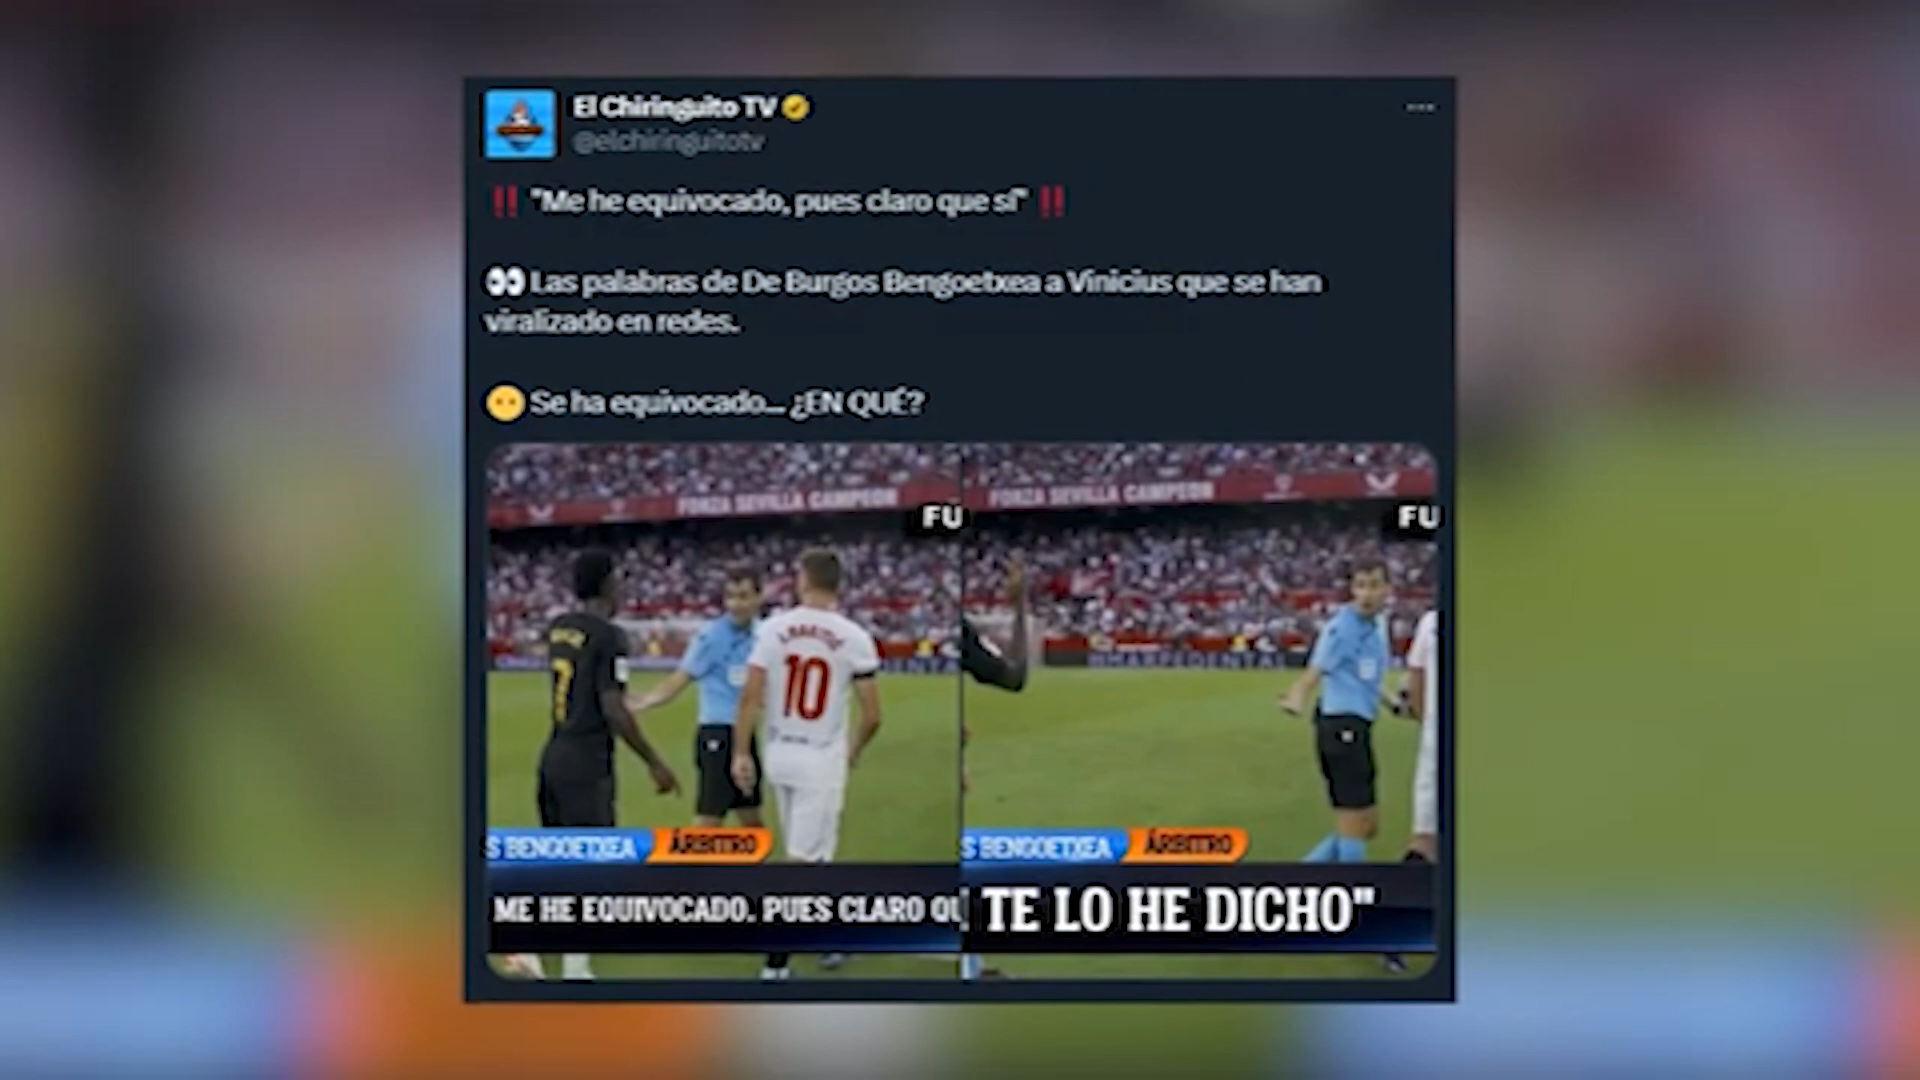 El Chiringuito TV
@elchiringuitotv
‼ "Me he equivocado, pues claro que sí" ‼
Las palabras de De Burgos Bengoetxea a Vinicius que se han
viralizado en redes.
Se ha equivocado... ¿EN QUÉ?
FORZA SEVILLA CAMPEON
FORZA SEVILLA CAMPEON
FU
FU
7
10
S BENGOETXEA ÁRBITRO
S BENGOETXEA ÁRBITRO
ME HE EQUIVOCADO. PUES CLARO QU
TE LO HE DICHO"